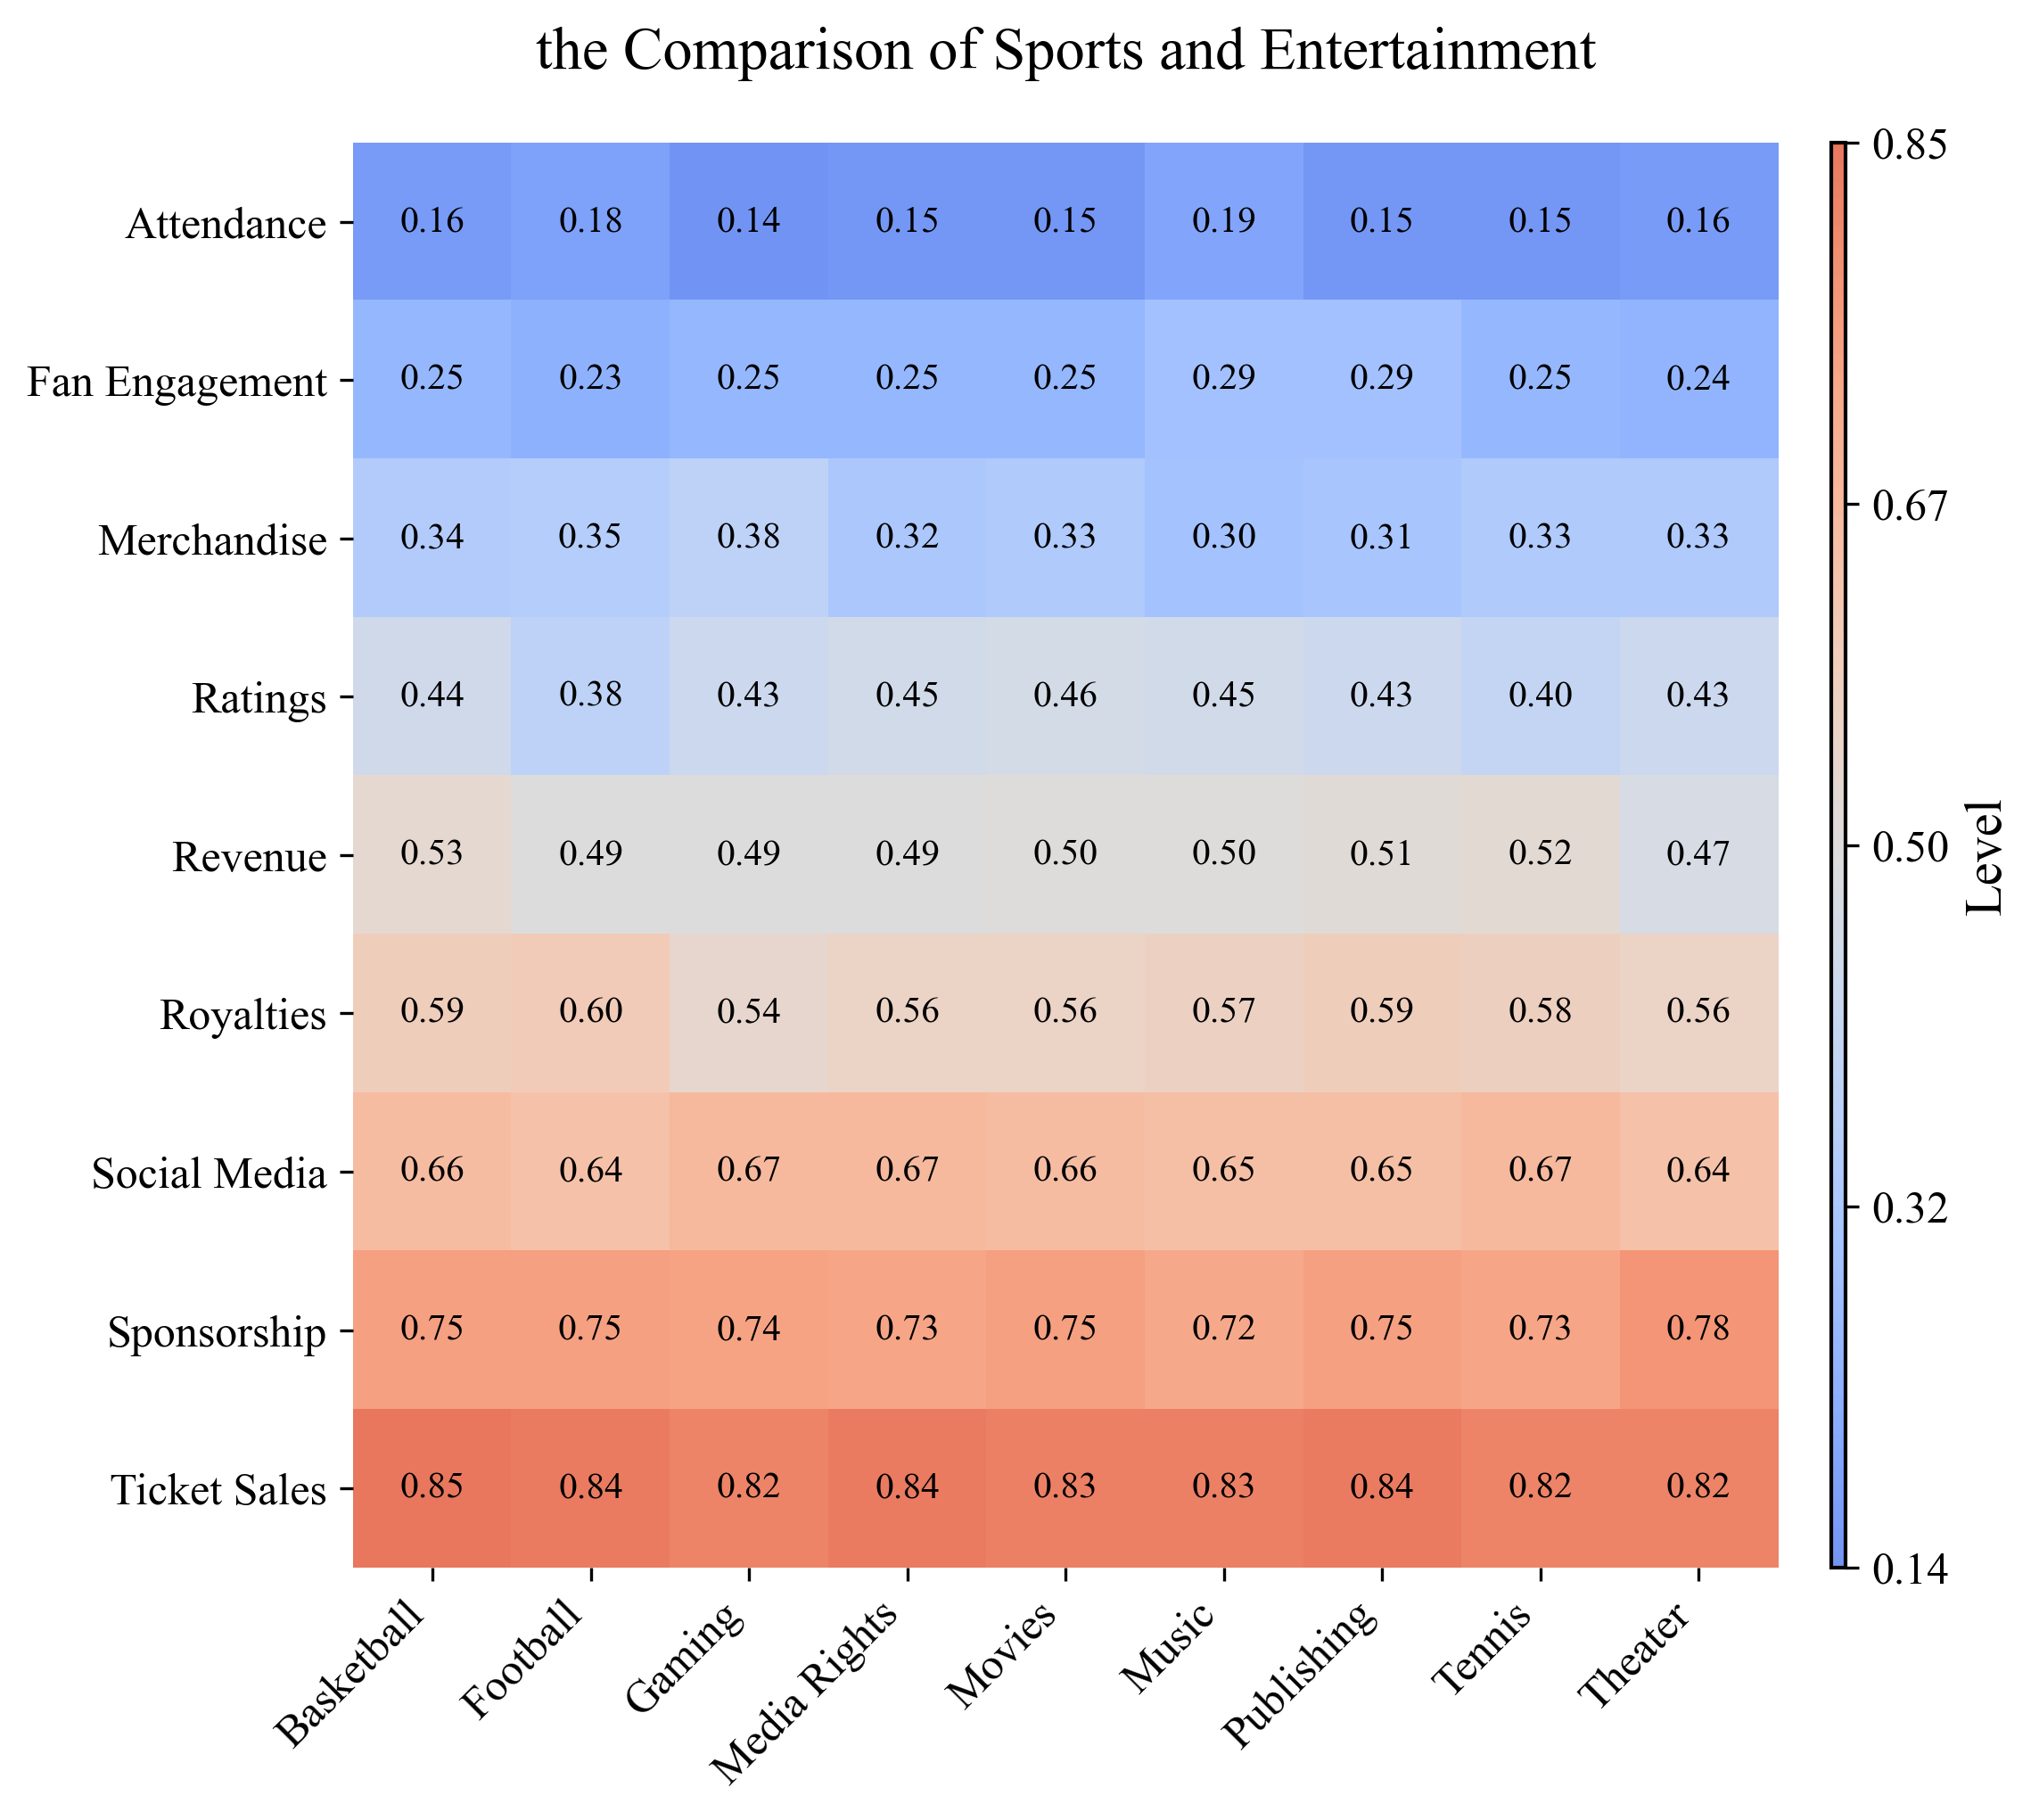 the Comparison of Sports and Entertainment
Attendance 0.16 0.18 0.14 0.15 0.15 0.19 0.15 0.15 0.16
Fan Engagement 0.25 0.23 0.25 0.25 0.25 0.29 0.29 0.25 0.24
Merchandise 0.34 0.35 0.38 0.32 0.33 0.30 0.31 0.33 0.33
Ratings 0.44 0.38 0.43 0.45 0.46 0.45 0.43 0.40 0.43
Revenue 0.53 0.49 0.49 0.49 0.50 0.50 0.51 0.52 0.47
Royalties 0.59 0.60 0.54 0.56 0.56 0.57 0.59 0.58 0.56
Social Media 0.66 0.64 0.67 0.67 0.66 0.65 0.65 0.67 0.64
Sponsorship 0.75 0.75 0.74 0.73 0.75 0.72 0.75 0.73 0.78
Ticket Sales 0.85 0.84 0.82 0.84 0.83 0.83 0.84 0.82 0.82
Basketball Football Gaming Media Rights Movies Music Publishing Tennis Theater
0.85
0.67
0.50
0.32
0.14
Level